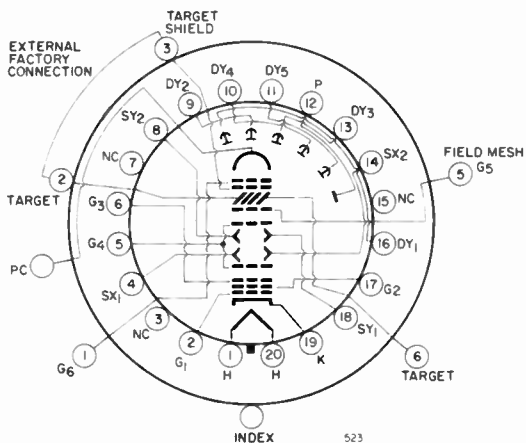 TARGET
SHIELD
3
EXTERNAL
FACTORY
CONNECTION
DY4
10
DY5
11
P
12
DY2
9
DY3
13
SY2
8
SX2
14
NC
7
FIELD MESH
G5
5
TARGET
2
G3
6
15
NC
G4
5
16
DY1
PC
SX1
4
17
G2
NC
3
18
SY1
G6
1
2
G1
1
H
20
H
19
K
6
TARGET
INDEX
523